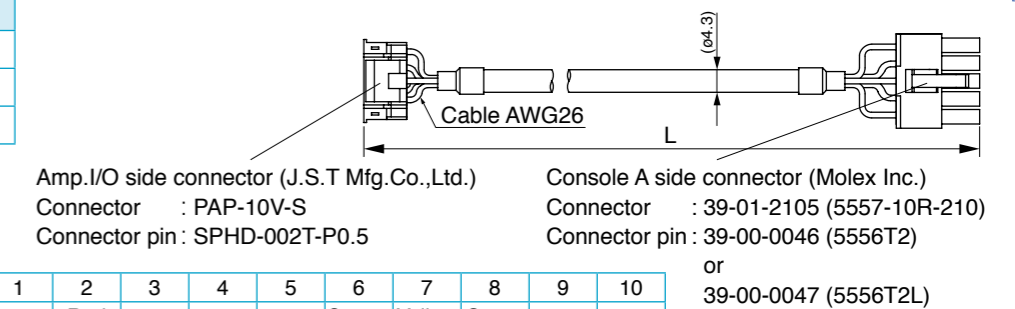 (ø4.3)
Cable AWG26
L
Amp.I/O side connector (J.S.T Mfg.Co.,Ltd.)
Connector : PAP-10V-S
Connector pin : SPHD-002T-P0.5
Console A side connector (Molex Inc.)
Connector : 39-01-2105 (5557-10R-210)
Connector pin : 39-00-0046 (5556T2)
or
39-00-0047 (5556T2L)
1 2 3 4 5 6 7 8 9 10